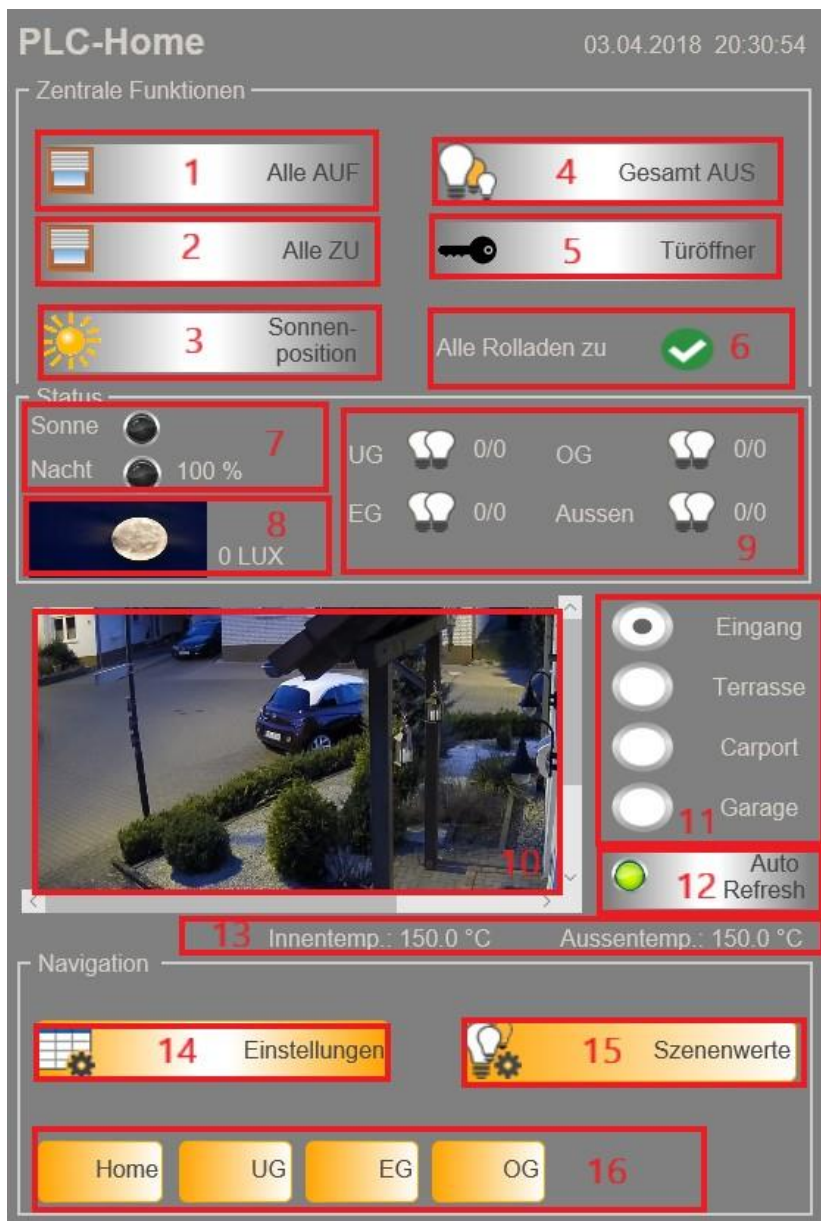 PLC-Home
03.04.2018 20:30:54
Zentrale Funktionen
1 Alle AUF
4 Gesamt AUS
2 Alle ZU
5 Türöffner
3 Sonnen-
position
Alle Rolladen zu 6
Status
Sonne
Nacht 100 %
7
UG 0/0 OG 0/0
EG 0/0 Aussen 0/0
9
8
0 LUX
10
Eingang
Terrasse
Carport
Garage
11
12 Auto
Refresh
13 Innentemp.: 150.0 °C Aussentemp.: 150.0 °C
Navigation
14 Einstellungen
15 Szenenwerte
Home UG EG OG 16